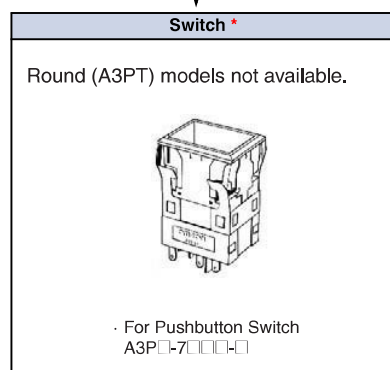 Switch *
Round (A3PT) models not available.
· For Pushbutton Switch
A3P□-7□□□-□